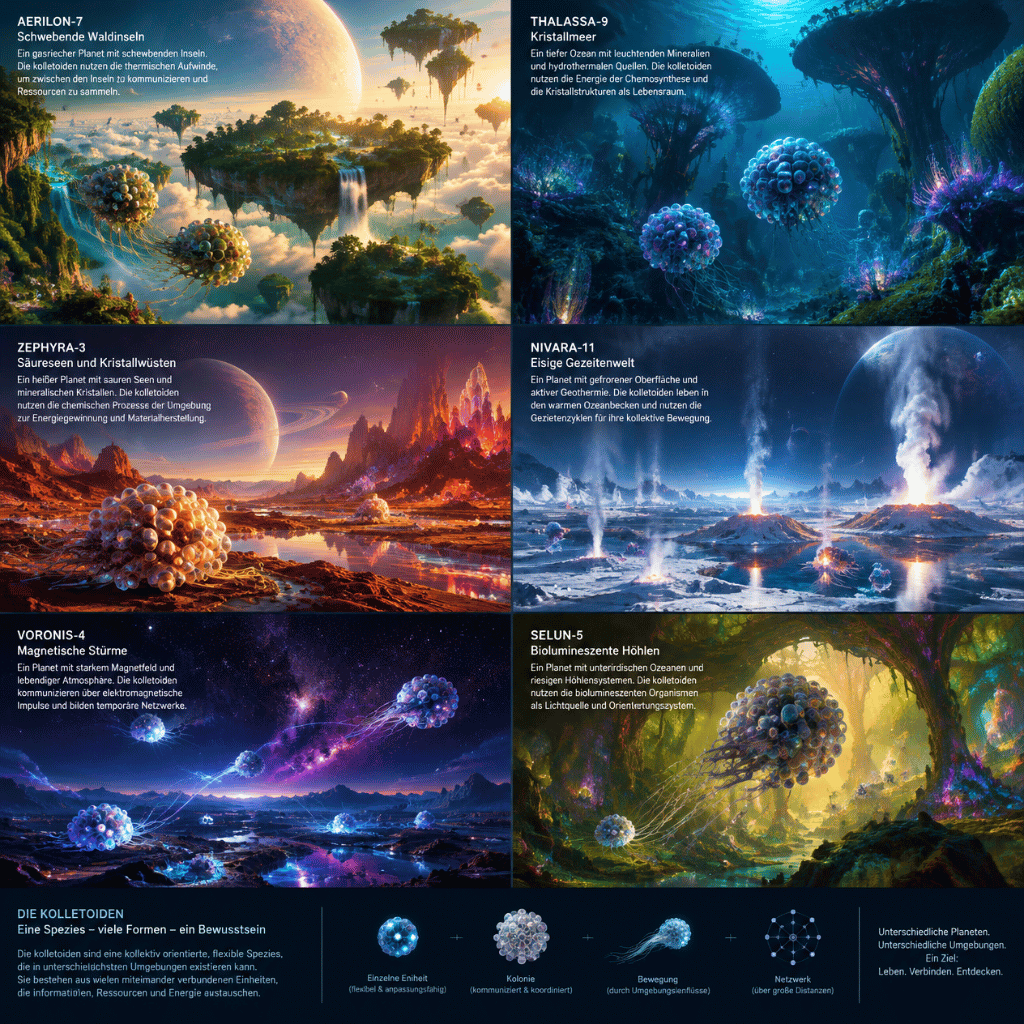 AERILON-7
Schwebende Waldinseln
Ein gasriecher Planet mit schwebenden Inseln.
Die kolletoiden nutzen die thermischen Aufwinde,
um zwischen den Inseln zu kommunizieren und
Ressourcen zu sammeln.
THALASSA-9
Kristallmeer
Ein tiefer Ozean mit leuchtenden Mineralien
und hydrothermalen Quellen. Die kolletoiden
nutzen die Energie der Chemosynthese und
die Kristallstrukturen als Lebensraum.
ZEPHYRA-3
Säureseen und Kristallwüsten
Ein heißer Planet mit sauren Seen und
mineralischen Kristallen. Die kolletoiden
nutzen die chemischen Prozesse der Umgebung
zur Energiegewinnung und Materialherstellung.
NIVARA-11
Eisige Gezeitenwelt
Ein Planet mit gefrorener Oberfläche und
aktiver Geothermie. Die kolletoiden leben in
den warmen Ozeanbecken und nutzen die
Gezietenzyklen für ihre kollektive Bewegung.
VORONIS-4
Magnetische Stürme
Ein Planet mit starkem Magnetfeld und
lebendiger Atmosphäre. Die kolletoiden
kommunizieren über elektromagnetische
Impulse und bilden temporäre Netzwerke.
SELUN-5
Biolumineszente Höhlen
Ein Planet mit unterirdischen Ozeanen und
riesigen Höhlensystemen. Die kolletoiden
nutzen die biolumineszenten Organismen
als Lichtquelle und Orientierungssystem.
DIE KOLLETOIDEN
Eine Spezies – viele Formen – ein Bewusstsein
Die kolletoiden sind eine kollektiv orientierte, flexible Spezies,
die in unterschiedlichsten Umgebungen existieren kann.
Sie bestehen aus vielen miteinander verbundenen Einheiten,
die Informationen, Ressourcen und Energie austauschen.
Einzelne Eniheit
(flexibel & anpassungsfähig)
Kolonie
(kommuniziert & koordiniert)
Bewegung
(durch Umgebungsienflüsse)
Netzwerk
(über große Distanzen)
Unterschiedliche Planeten.
Unterschiedliche Umgebungen.
Ein Ziel:
Leben. Verbinden. Entdecken.